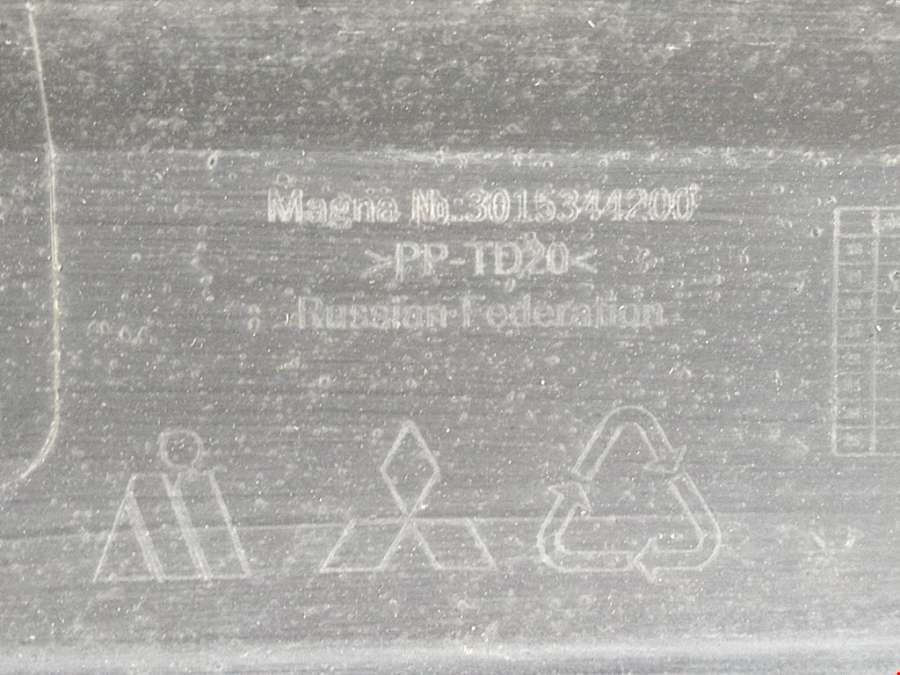 Magna No:3015344200
>PP-TD20<
Russian Federation